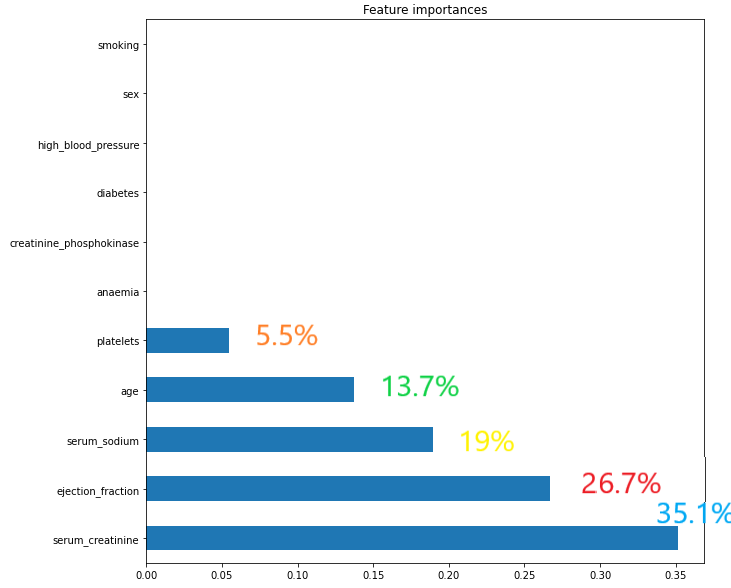 Feature importances
smoking
sex
high_blood_pressure
diabetes
creatinine_phosphokinase
anaemia
platelets 5.5%
age 13.7%
serum_sodium 19%
ejection_fraction 26.7%
35.1%
serum_creatinine
0.00 0.05 0.10 0.15 0.20 0.25 0.30 0.35